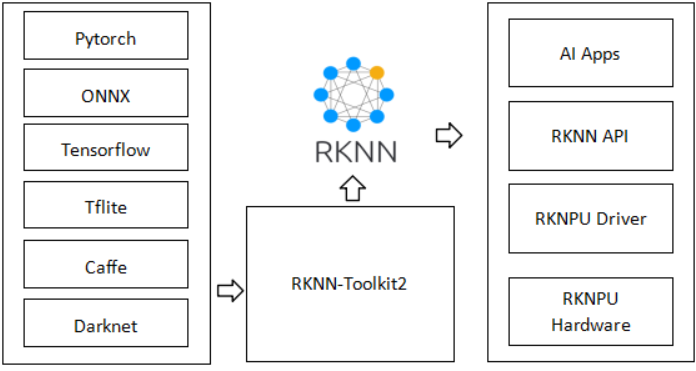 Pytorch
ONNX
Tensorflow
Tflite
Caffe
Darknet
RKNN
RKNN-Toolkit2
AI Apps
RKNN API
RKNPU Driver
RKNPU
Hardware